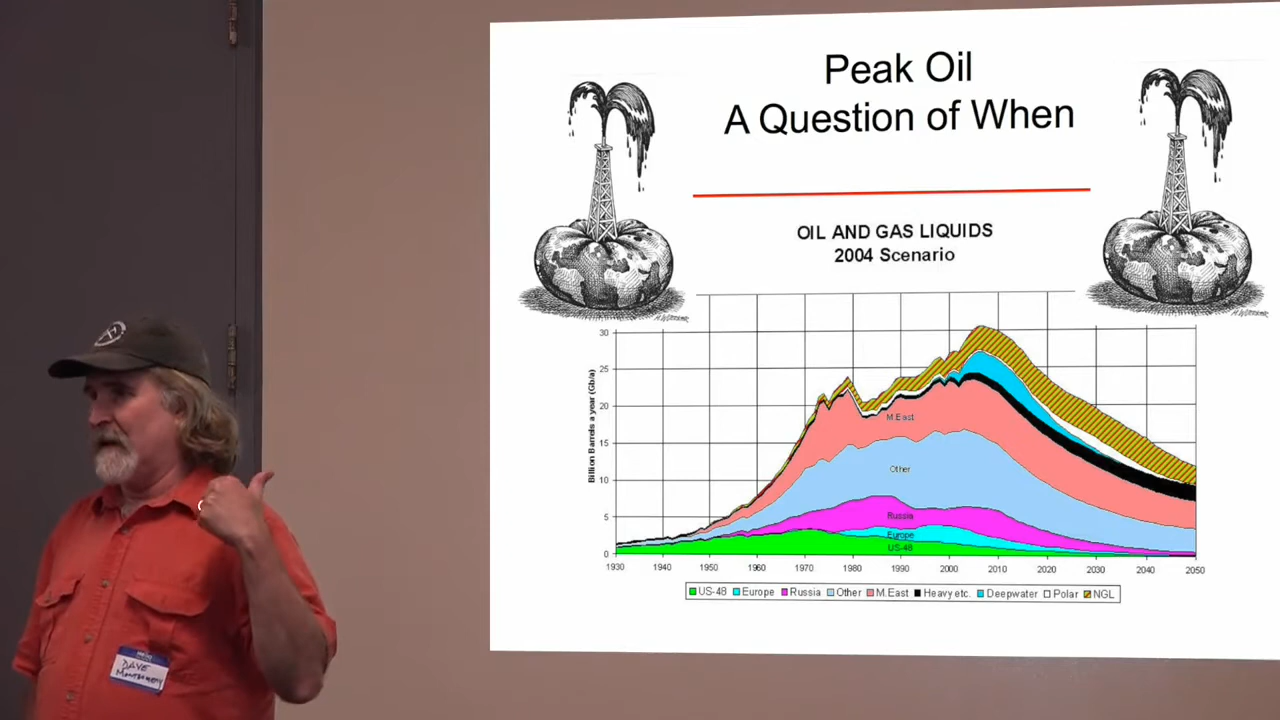 Peak Oil
A Question of When
OIL AND GAS LIQUIDS
2004 Scenario
Billion Barrels a year (Gb/a)
30
25
20
15
10
5
0
M.East
Other
Russia
Europe
US-48
1930 1940 1950 1960 1970 1980 1990 2000 2010 2020 2030 2040 2050
US-48 Europe Russia Other M.East Heavy etc. Deepwater Polar NGL
DAVE
MONTGOMERY